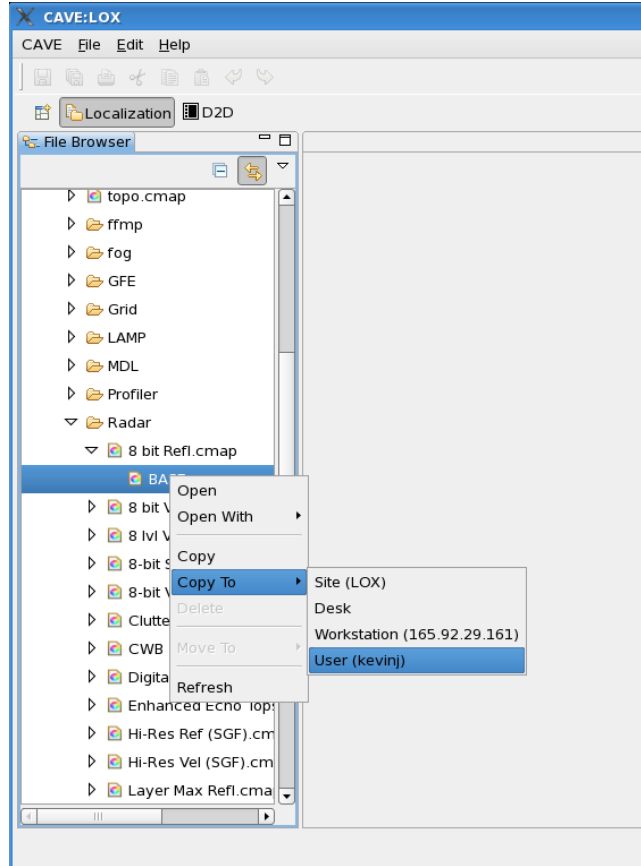 CAVE:LOX
CAVE File Edit Help
Localization D2D
File Browser
topo.cmap
ffmp
fog
GFE
Grid
LAMP
MDL
Profiler
Radar
8 bit Refl.cmap
8 bit
8 lvl
8-bit
8-bit
CWB
Enhanced Echo
Hi-Res Ref (SGF).cm
Hi-Res Vel (SGF).cm
Layer Max Refl.cma
Open
Open With
Copy
Copy To
Delete
Move To
Refresh
Site (LOX)
Desk
Workstation (165.92.29.161)
User (kevinj)